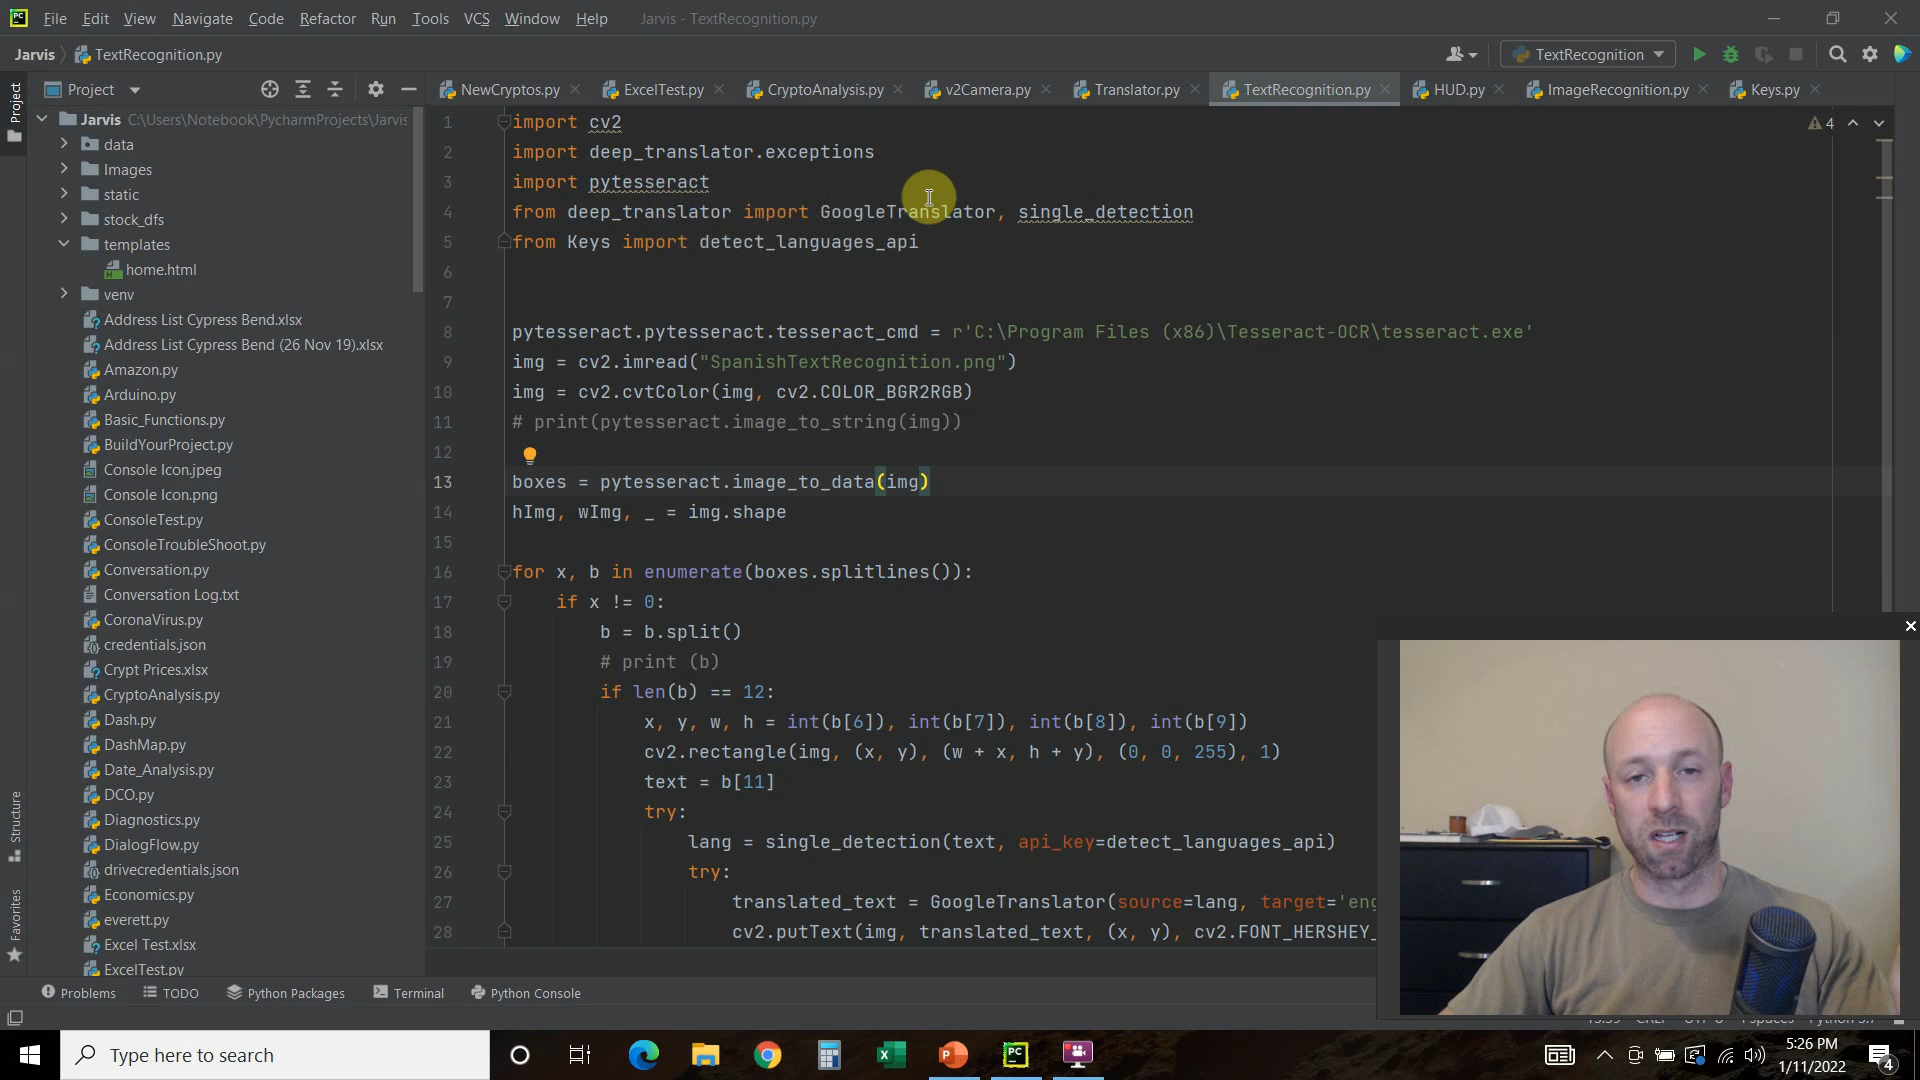 PC File Edit View Navigate Code Refactor Run Tools VCS Window Help Jarvis - TextRecognition.py
Jarvis TextRecognition.py
TextRecognition
Project
NewCryptos.py ExcelTest.py CryptoAnalysis.py v2Camera.py Translator.py TextRecognition.py HUD.py ImageRecognition.py Keys.py
Project
Jarvis C:\Users\Notebook\PycharmProjects\Jarvis
data
Images
static
stock_dfs
templates
home.html
venv
Address List Cypress Bend.xlsx
Address List Cypress Bend (26 Nov 19).xlsx
Amazon.py
Arduino.py
Basic_Functions.py
BuildYourProject.py
Console Icon.jpeg
Console Icon.png
ConsoleTest.py
ConsoleTroubleShoot.py
Conversation.py
Conversation Log.txt
CoronaVirus.py
credentials.json
Crypt Prices.xlsx
CryptoAnalysis.py
Dash.py
DashMap.py
Date_Analysis.py
DCO.py
Diagnostics.py
DialogFlow.py
drivecredentials.json
Economics.py
everett.py
Excel Test.xlsx
ExcelTest.py
Structure
Favorites
4
1 import cv2
2 import deep_translator.exceptions
3 import pytesseract
4 from deep_translator import GoogleTranslator, single_detection
5 from Keys import detect_languages_api
6
7
8 pytesseract.pytesseract.tesseract_cmd = r'C:\Program Files (x86)\Tesseract-OCR\tesseract.exe'
9 img = cv2.imread("SpanishTextRecognition.png")
10 img = cv2.cvtColor(img, cv2.COLOR_BGR2RGB)
11 # print(pytesseract.image_to_string(img))
12
13 boxes = pytesseract.image_to_data(img)
14 hImg, wImg, _ = img.shape
15
16 for x, b in enumerate(boxes.splitlines()):
17 if x != 0:
18 b = b.split()
19 # print (b)
20 if len(b) == 12:
21 x, y, w, h = int(b[6]), int(b[7]), int(b[8]), int(b[9])
22 cv2.rectangle(img, (x, y), (w + x, h + y), (0, 0, 255), 1)
23 text = b[11]
24 try:
25 lang = single_detection(text, api_key=detect_languages_api)
26 try:
27 translated_text = GoogleTranslator(source=lang, target='eng
28 cv2.putText(img, translated_text, (x, y), cv2.FONT_HERSHEY_
Problems TODO Python Packages Terminal Python Console
Type here to search
PC
5:26 PM
1/11/2022
4